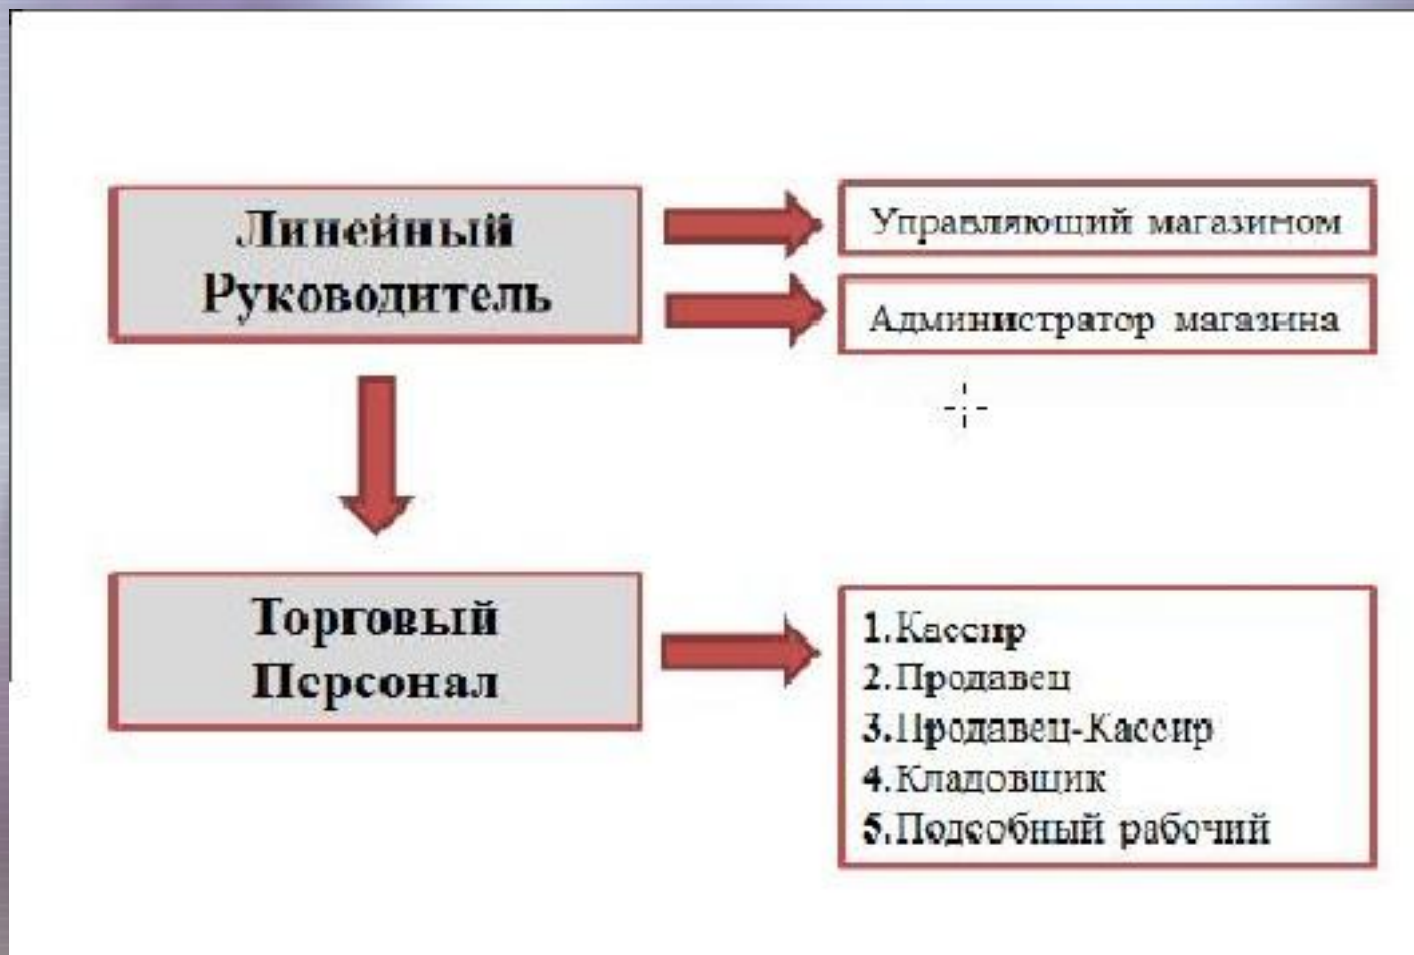 Линейный
Руководитель
Управляющий магазином
Администратор магазина
Торговый
Персонал
1.Кассир
2.Продавец
3.Продавец-Кассир
4.Кладовщик
5.Подсобный рабочий